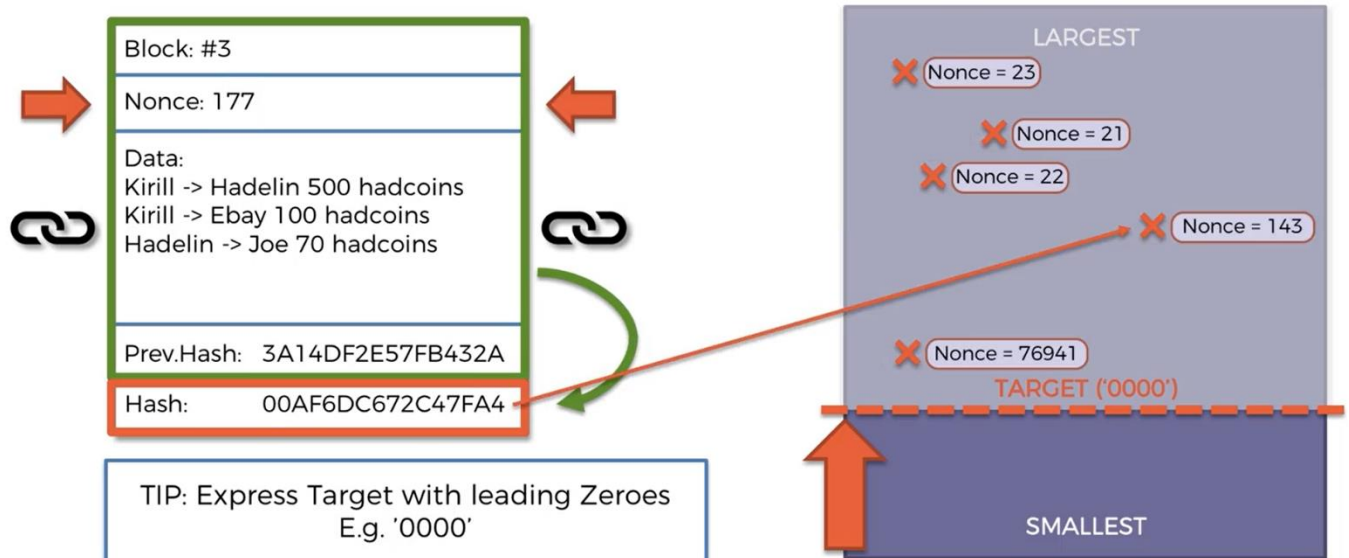 Block: #3
Nonce: 177
Data:
Kirill -> Hadelin 500 hadcoins
Kirill -> Ebay 100 hadcoins
Hadelin -> Joe 70 hadcoins
Prev.Hash: 3A14DF2E57FB432A
Hash: 00AF6DC672C47FA4
TIP: Express Target with leading Zeroes
E.g. '0000'
LARGEST
Nonce = 23
Nonce = 21
Nonce = 22
Nonce = 143
Nonce = 76941
TARGET ('0000')
SMALLEST